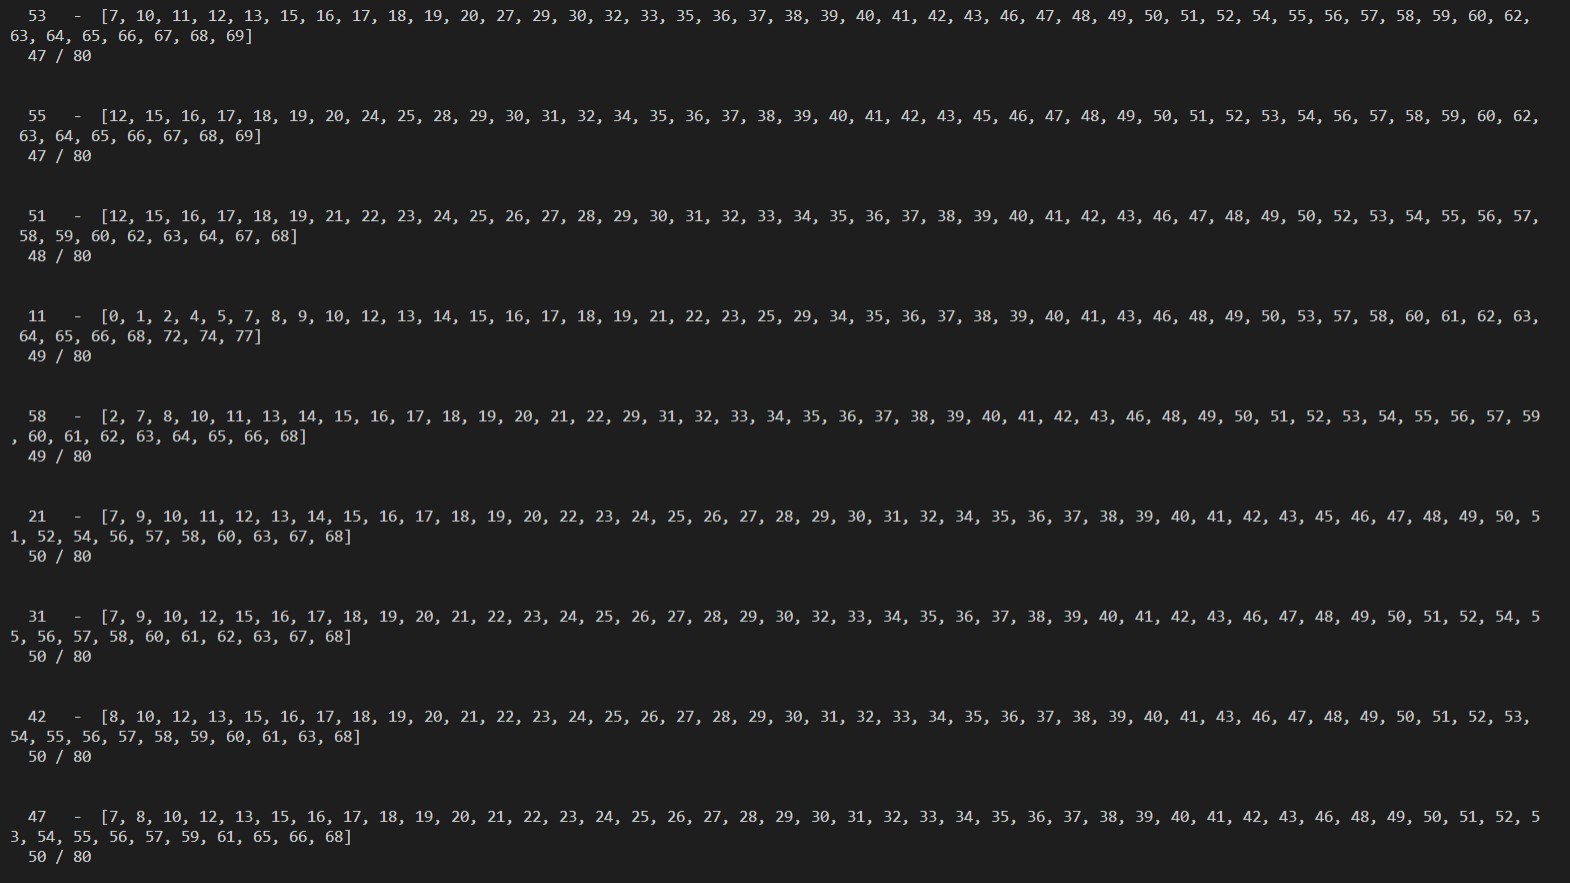 53 - [7, 10, 11, 12, 13, 15, 16, 17, 18, 19, 20, 27, 29, 30, 32, 33, 35, 36, 37, 38, 39, 40, 41, 42, 43, 46, 47, 48, 49, 50, 51, 52, 54, 55, 56, 57, 58, 59, 60, 62,
63, 64, 65, 66, 67, 68, 69]
47 / 80
55 - [12, 15, 16, 17, 18, 19, 20, 24, 25, 28, 29, 30, 31, 32, 34, 35, 36, 37, 38, 39, 40, 41, 42, 43, 45, 46, 47, 48, 49, 50, 51, 52, 53, 54, 56, 57, 58, 59, 60, 62,
63, 64, 65, 66, 67, 68, 69]
47 / 80
51 - [12, 15, 16, 17, 18, 19, 21, 22, 23, 24, 25, 26, 27, 28, 29, 30, 31, 32, 33, 34, 35, 36, 37, 38, 39, 40, 41, 42, 43, 46, 47, 48, 49, 50, 52, 53, 54, 55, 56, 57,
58, 59, 60, 62, 63, 64, 67, 68]
48 / 80
11 - [0, 1, 2, 4, 5, 7, 8, 9, 10, 12, 13, 14, 15, 16, 17, 18, 19, 21, 22, 23, 25, 29, 34, 35, 36, 37, 38, 39, 40, 41, 43, 46, 48, 49, 50, 53, 57, 58, 60, 61, 62, 63,
64, 65, 66, 68, 72, 74, 77]
49 / 80
58 - [2, 7, 8, 10, 11, 13, 14, 15, 16, 17, 18, 19, 20, 21, 22, 29, 31, 32, 33, 34, 35, 36, 37, 38, 39, 40, 41, 42, 43, 46, 48, 49, 50, 51, 52, 53, 54, 55, 56, 57, 59
, 60, 61, 62, 63, 64, 65, 66, 68]
49 / 80
21 - [7, 9, 10, 11, 12, 13, 14, 15, 16, 17, 18, 19, 20, 22, 23, 24, 25, 26, 27, 28, 29, 30, 31, 32, 34, 35, 36, 37, 38, 39, 40, 41, 42, 43, 45, 46, 47, 48, 49, 50, 5
1, 52, 54, 56, 57, 58, 60, 63, 67, 68]
50 / 80
31 - [7, 9, 10, 12, 15, 16, 17, 18, 19, 20, 21, 22, 23, 24, 25, 26, 27, 28, 29, 30, 32, 33, 34, 35, 36, 37, 38, 39, 40, 41, 42, 43, 46, 47, 48, 49, 50, 51, 52, 54, 5
5, 56, 57, 58, 60, 61, 62, 63, 67, 68]
50 / 80
42 - [8, 10, 12, 13, 15, 16, 17, 18, 19, 20, 21, 22, 23, 24, 25, 26, 27, 28, 29, 30, 31, 32, 33, 34, 35, 36, 37, 38, 39, 40, 41, 43, 46, 47, 48, 49, 50, 51, 52, 53,
54, 55, 56, 57, 58, 59, 60, 61, 63, 68]
50 / 80
47 - [7, 8, 10, 12, 13, 15, 16, 17, 18, 19, 20, 21, 22, 23, 24, 25, 26, 27, 28, 29, 30, 31, 32, 33, 34, 35, 36, 37, 38, 39, 40, 41, 42, 43, 46, 48, 49, 50, 51, 52, 5
3, 54, 55, 56, 57, 59, 61, 65, 66, 68]
50 / 80